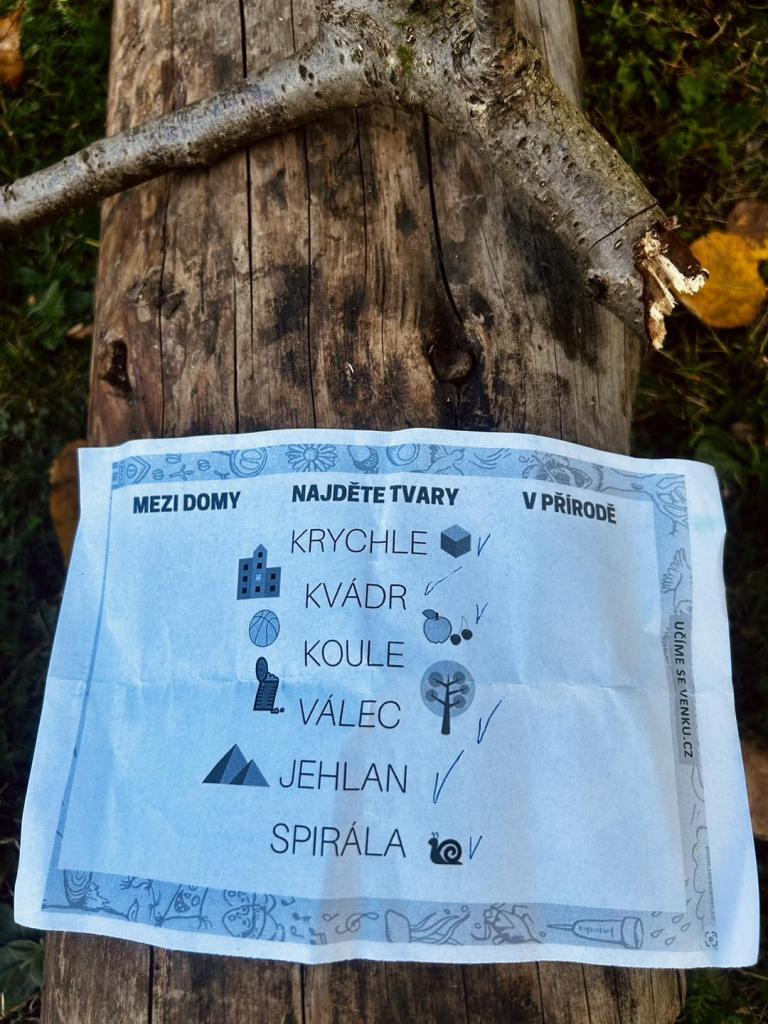 MEZI DOMY
NAJDĚTE TVARY
V PŘÍRODĚ
KRYCHLE
KVÁDR
KOULE
VÁLEC
JEHLAN
SPIRÁLA
UČÍME SE VENKU.CZ